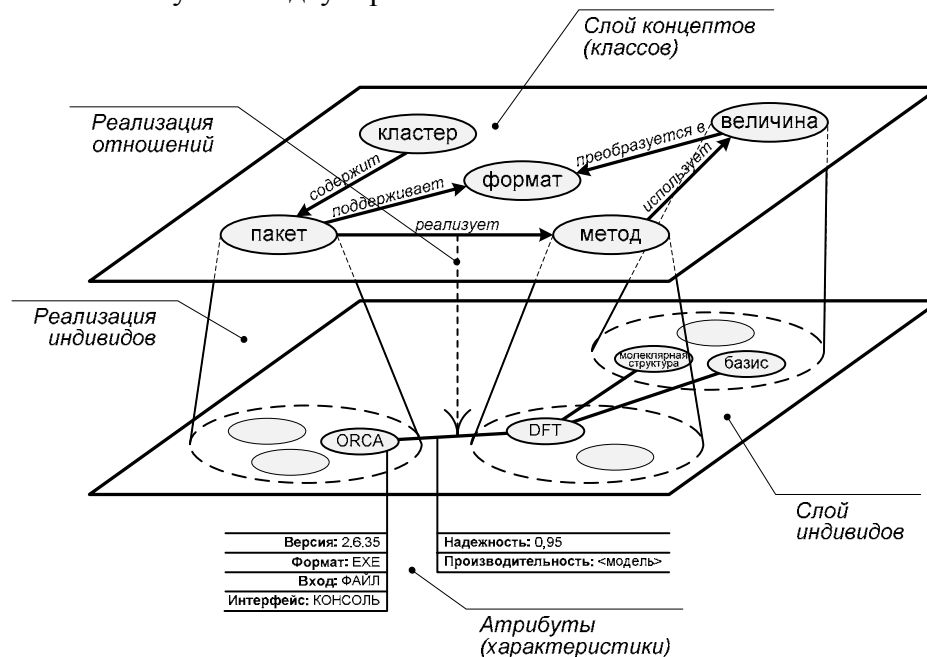 Слой концептов
(классов)
Реализация
отношений
кластер
величина
преобразуется в
содержит
формат
поддерживает
использует
пакет
реализует
метод
Реализация
индивидов
молеклярная
структура
базис
ORCA
DFT
Слой
индивидов
Версия: 2.6.35
Формат: EXE
Вход: ФАЙЛ
Интерфейс: КОНСОЛЬ
Надежность: 0,95
Производительность: <модель>
Атрибуты
(характеристики)